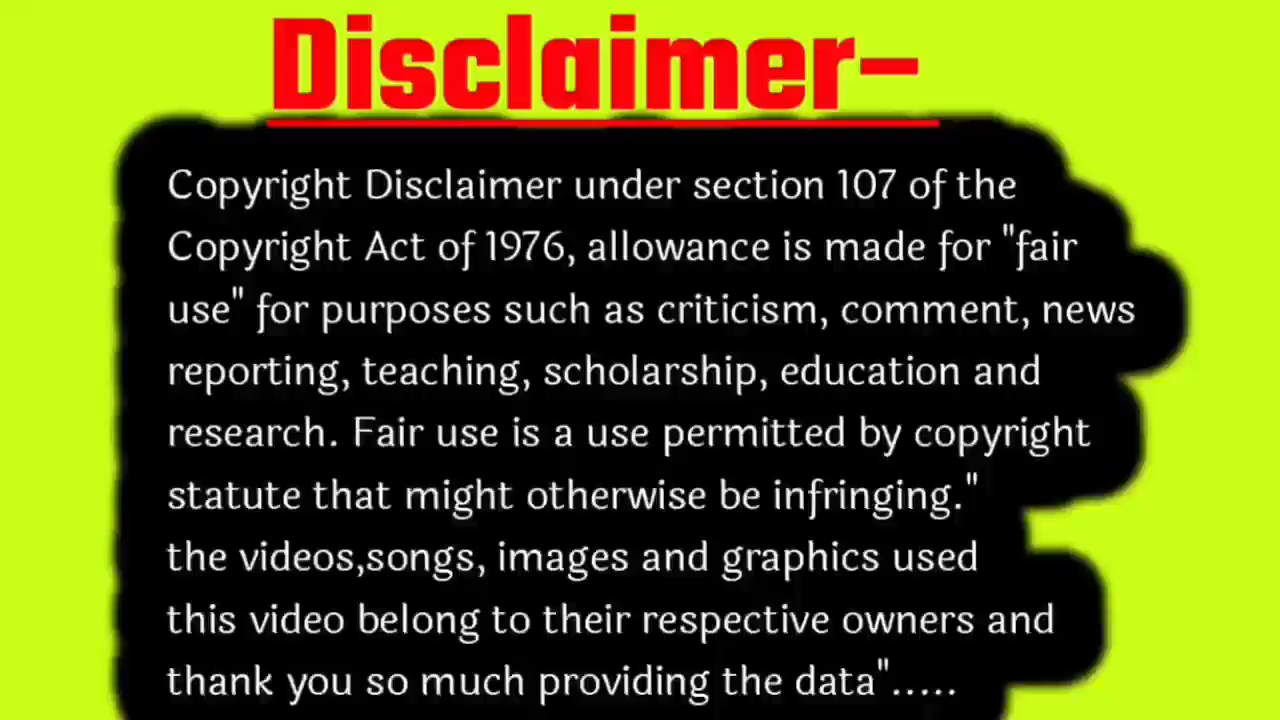 Disclaimer-
Copyright Disclaimer under section 107 of the
Copyright Act of 1976, allowance is made for "fair
use" for purposes such as criticism, comment, news
reporting, teaching, scholarship, education and
research. Fair use is a use permitted by copyright
statute that might otherwise be infringing."
the videos,songs, images and graphics used
this video belong to their respective owners and
thank you so much providing the data".....